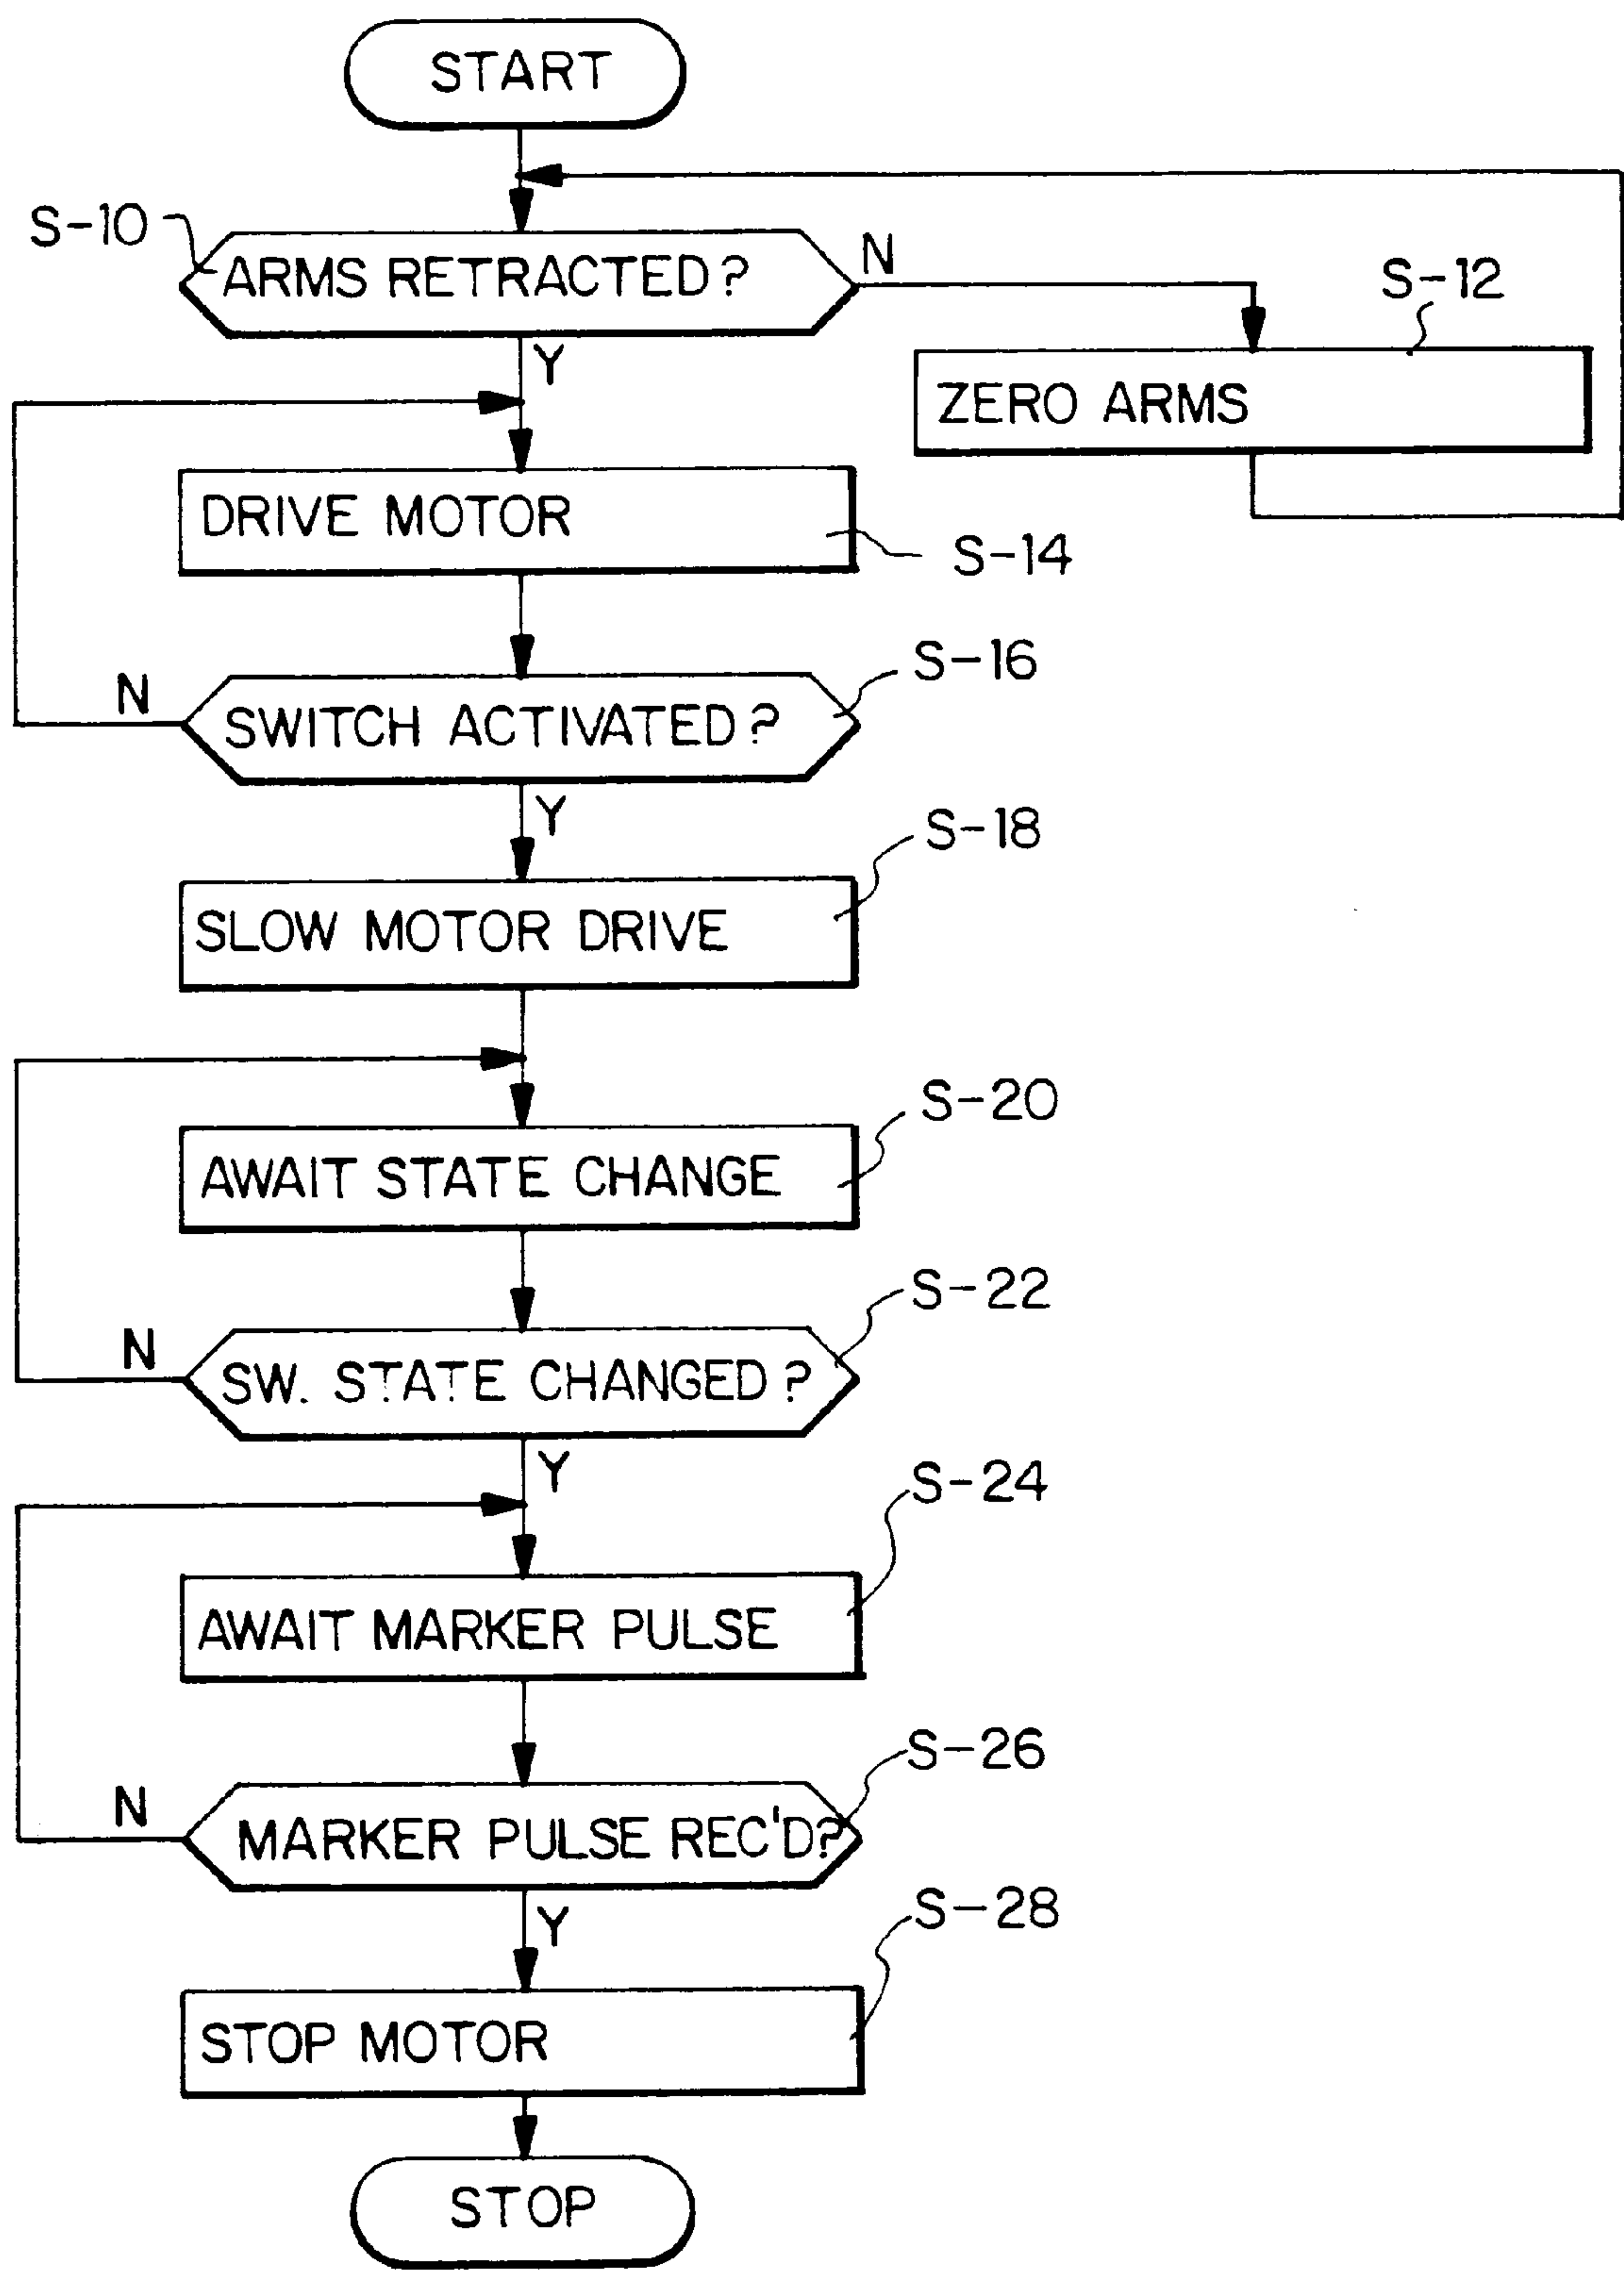 START
S-10
ARMS RETRACTED?
N
S-12
Y
ZERO ARMS
DRIVE MOTOR
S-14
S-16
N
SWITCH ACTIVATED?
Y
S-18
SLOW MOTOR DRIVE
S-20
AWAIT STATE CHANGE
S-22
N
SW. STATE CHANGED?
Y
S-24
AWAIT MARKER PULSE
S-26
N
MARKER PULSE REC'D?
Y
S-28
STOP MOTOR
STOP